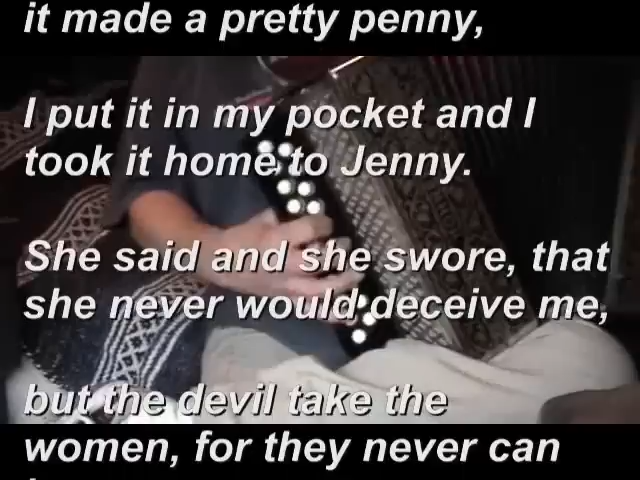 it made a pretty penny,
I put it in my pocket and I
took it home to Jenny.
She said and she swore, that
she never would deceive me,
but the devil take the
women, for they never can